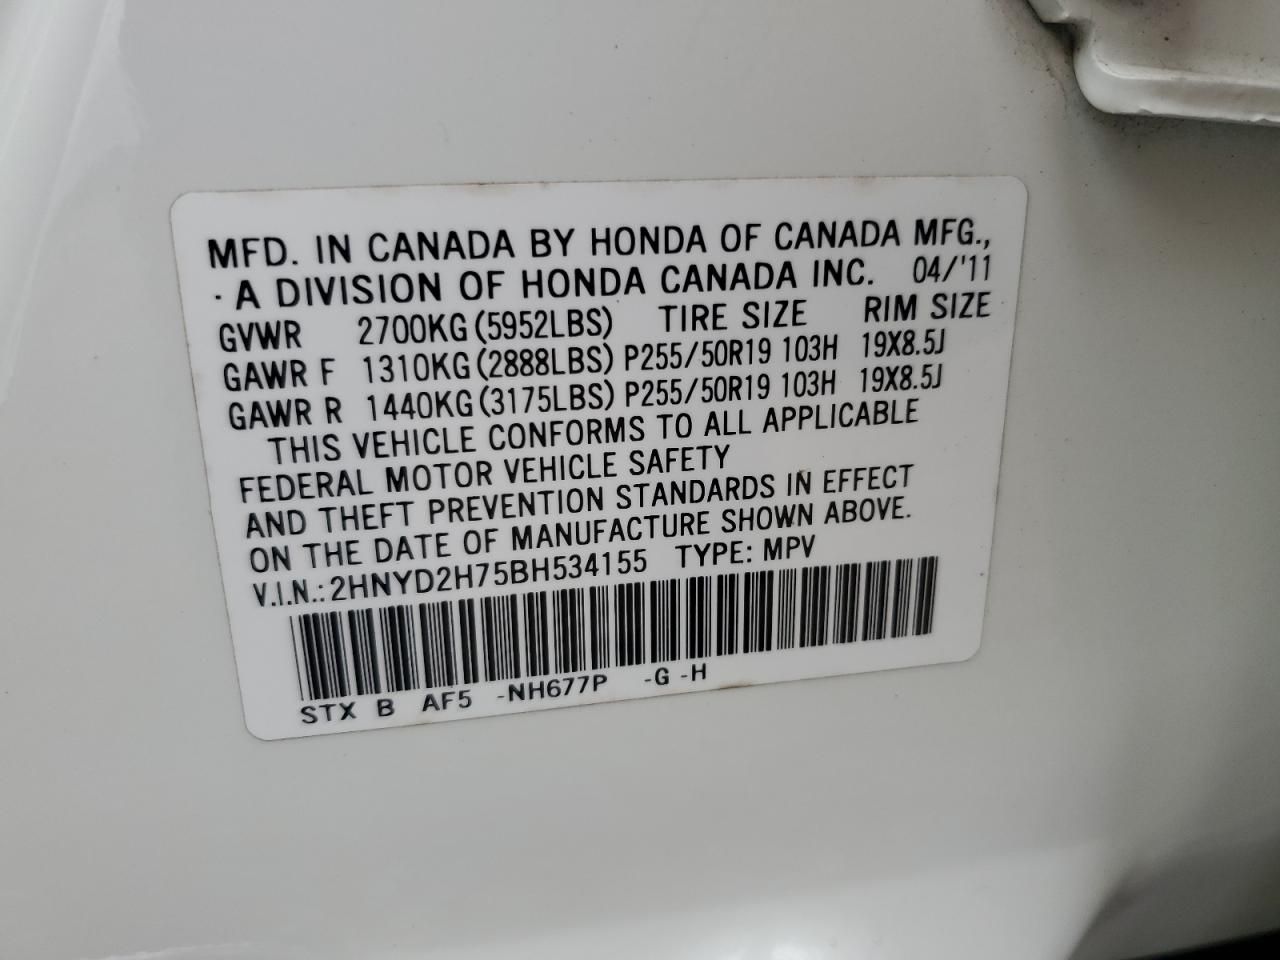 MFD. IN CANADA BY HONDA OF CANADA MFG.,
A DIVISION OF HONDA CANADA INC. 04/'11
GVWR 2700KG (5952LBS) TIRE SIZE RIM SIZE
GAWR F 1310KG (2888LBS) P255/50R19 103H 19X8.5J
GAWR R 1440KG (3175LBS) P255/50R19 103H 19X8.5J
THIS VEHICLE CONFORMS TO ALL APPLICABLE
FEDERAL MOTOR VEHICLE SAFETY
AND THEFT PREVENTION STANDARDS IN EFFECT
ON THE DATE OF MANUFACTURE SHOWN ABOVE.
V.I.N.: 2HNYD2H75BH534155 TYPE: MPV
STX B AF5 -NH677P -G -H